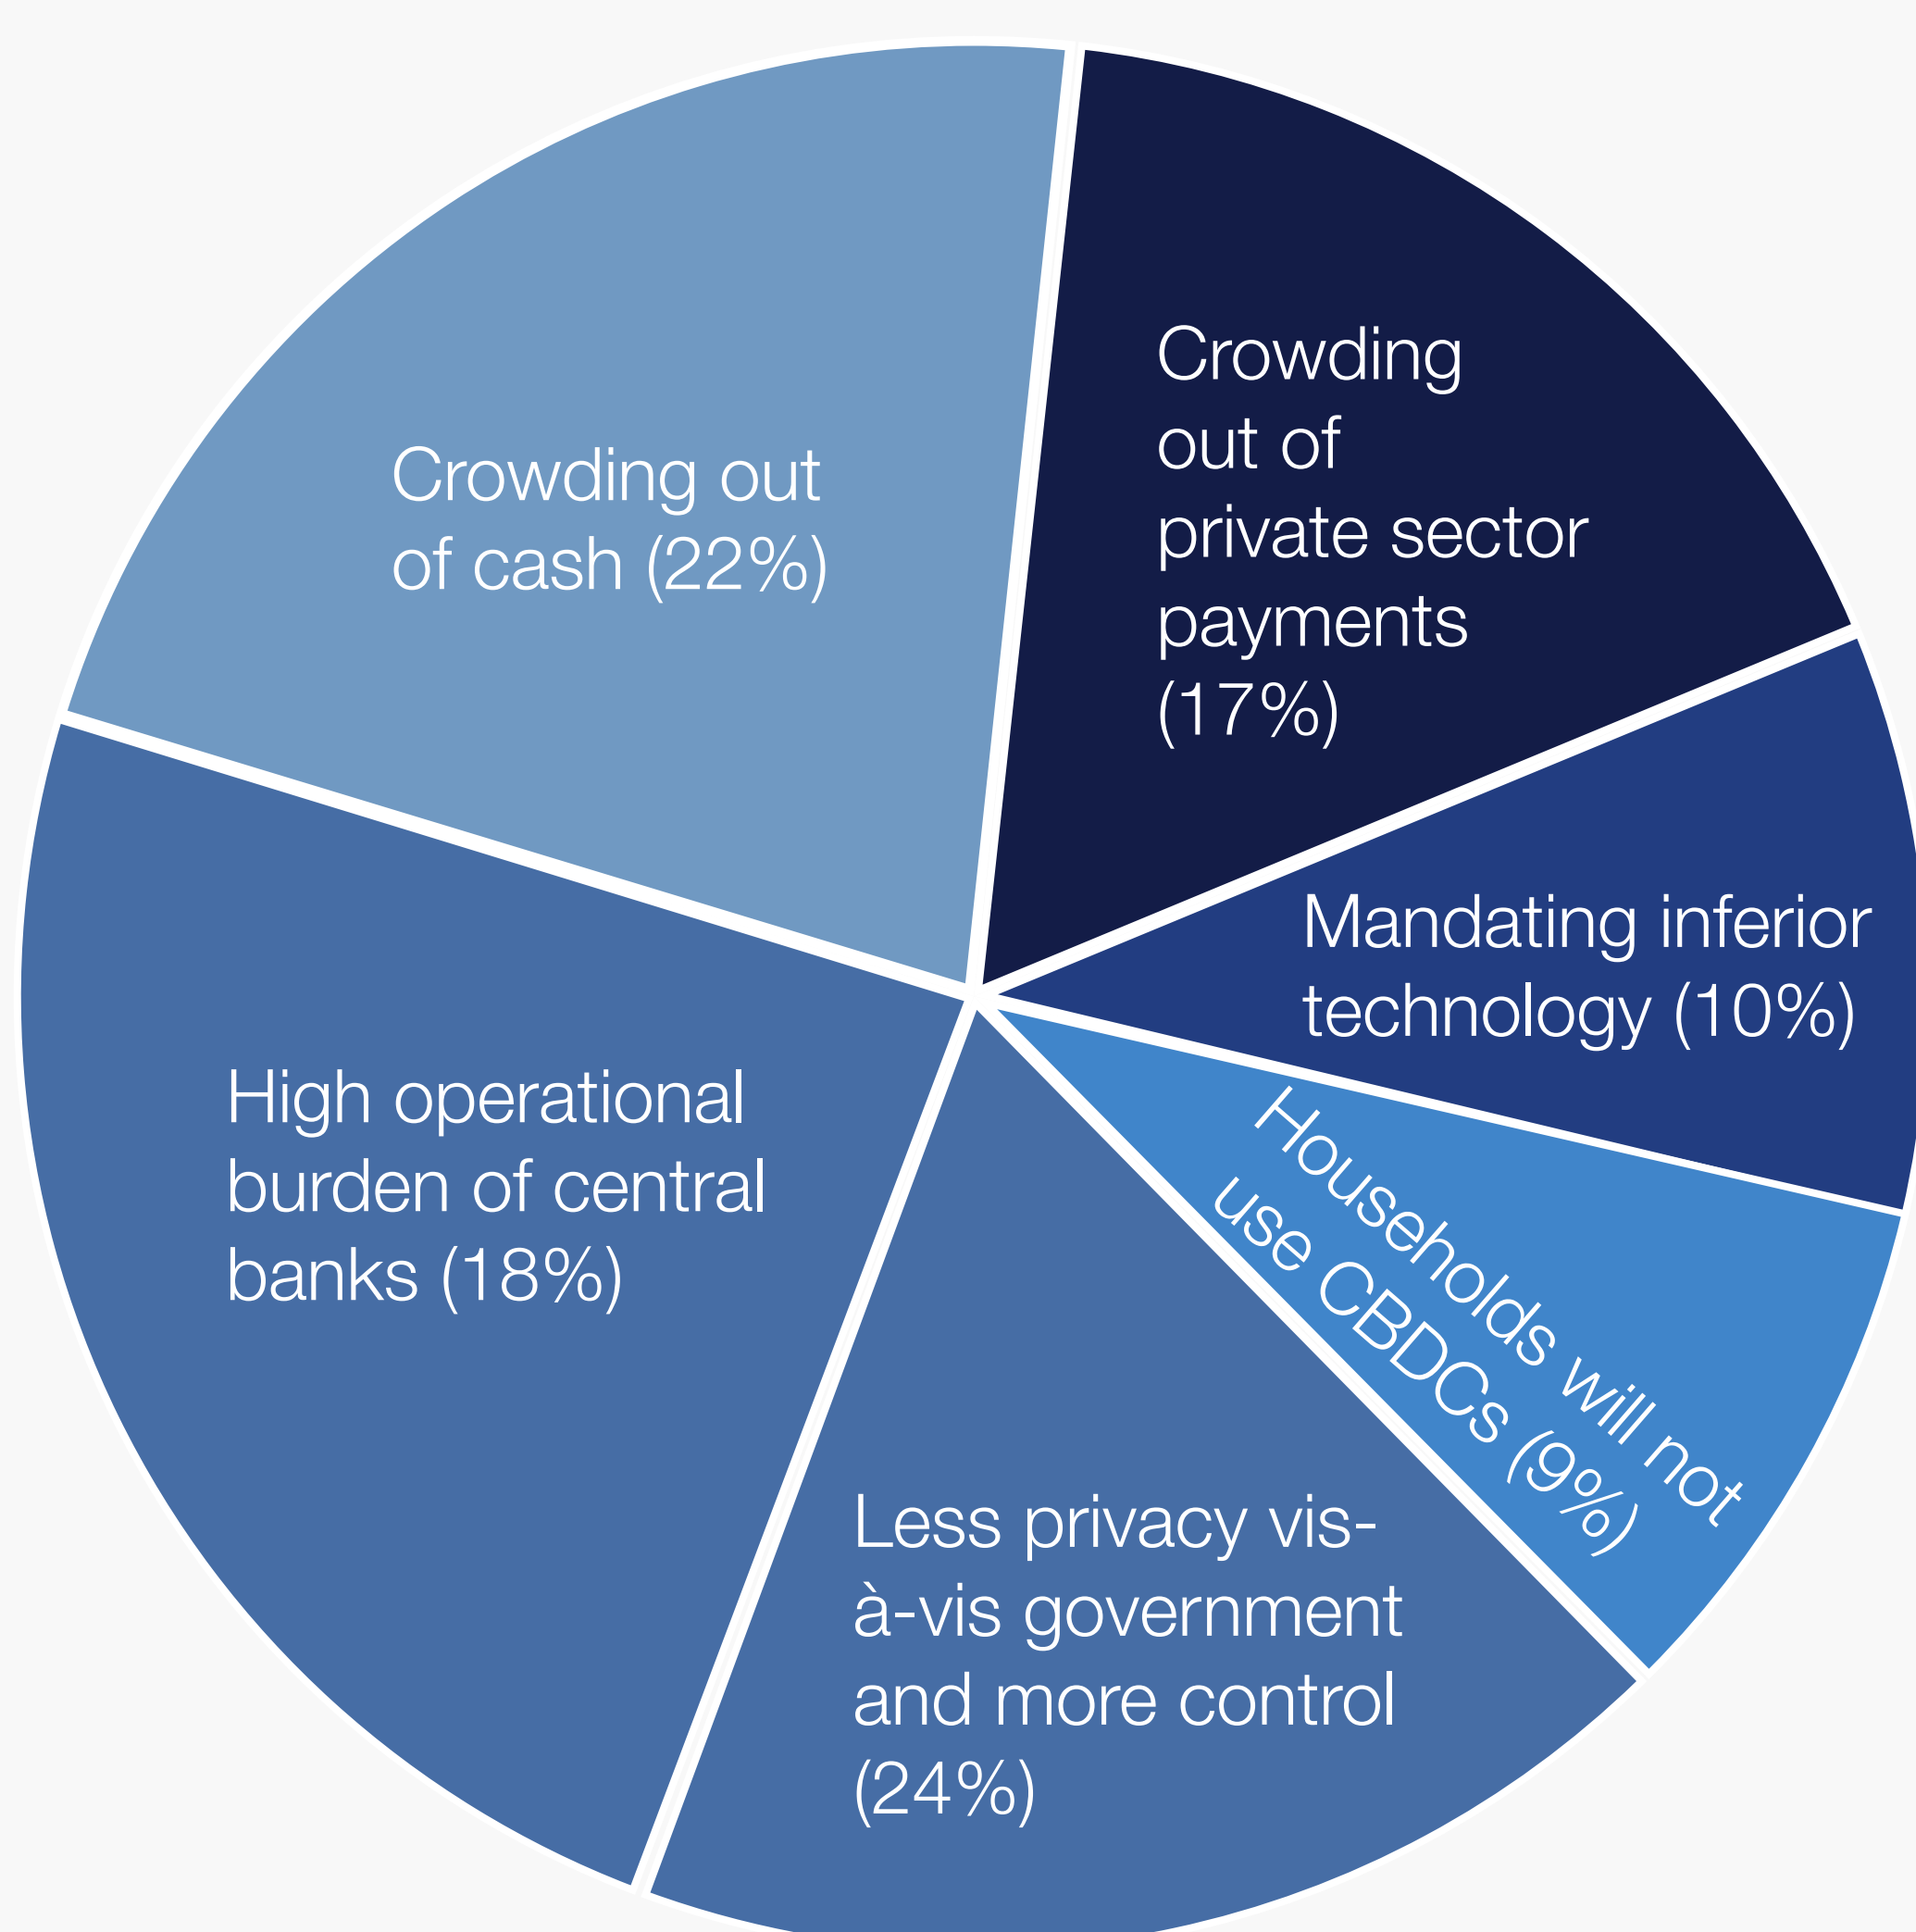 Crowding out
of cash (22%)
Crowding
out of
private sector
payments
(17%)
Mandating inferior
technology (10%)
Households will not
use CBDCs (9%)
Less privacy vis-
à-vis government
and more control
(24%)
High operational
burden of central
banks (18%)